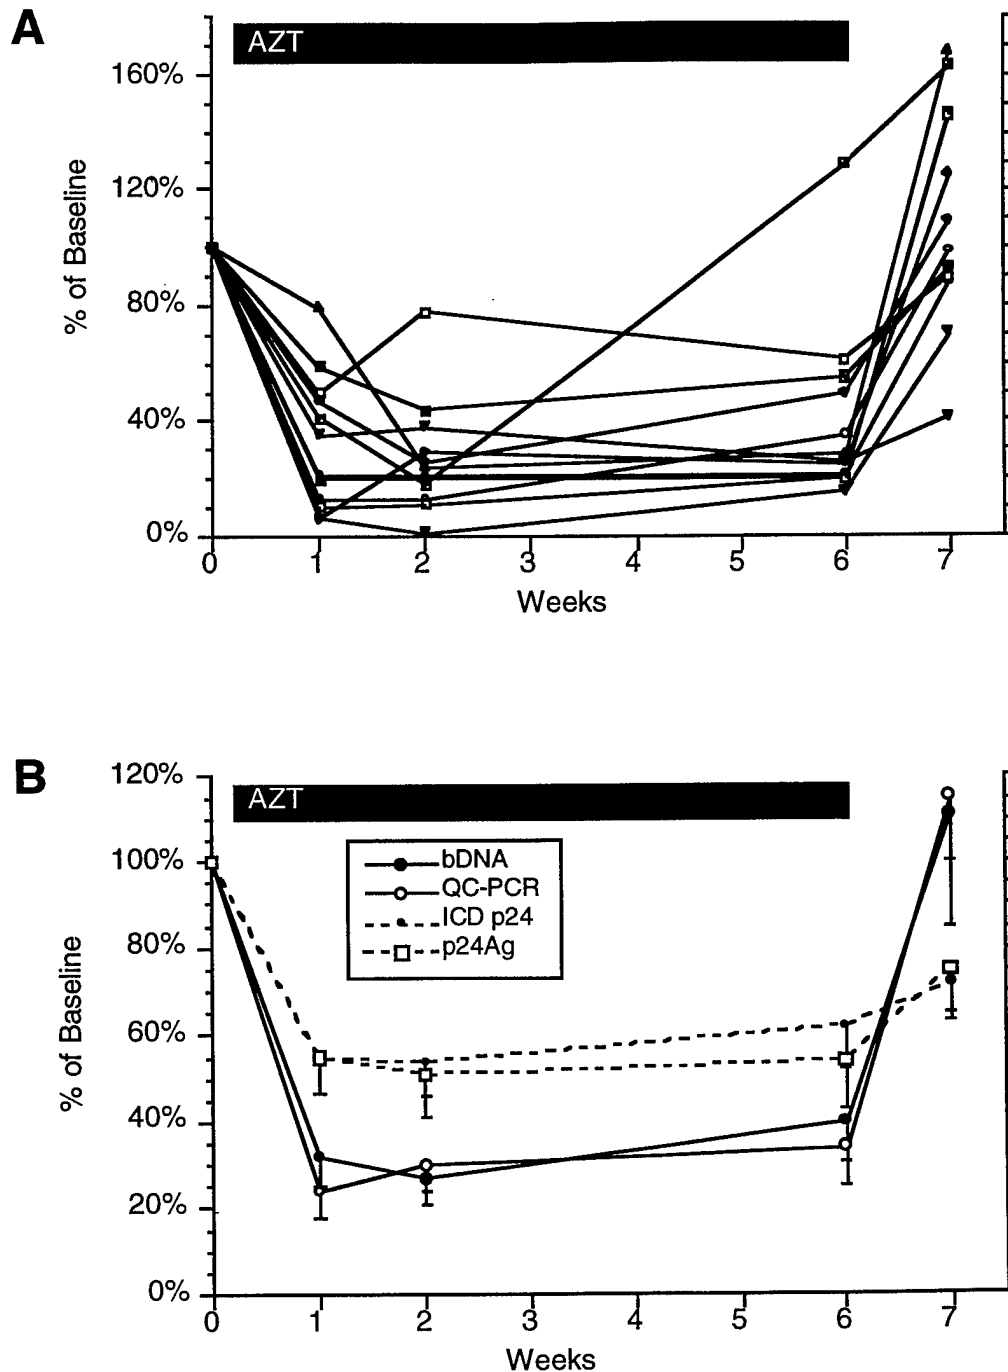 A
AZT
160%
120%
80%
40%
0%
% of Baseline
0 1 2 3 4 5 6 7
Weeks
B
AZT
120%
100%
80%
60%
40%
20%
0%
% of Baseline
bDNA
QC-PCR
ICD p24
p24Ag
0 1 2 3 4 5 6 7
Weeks